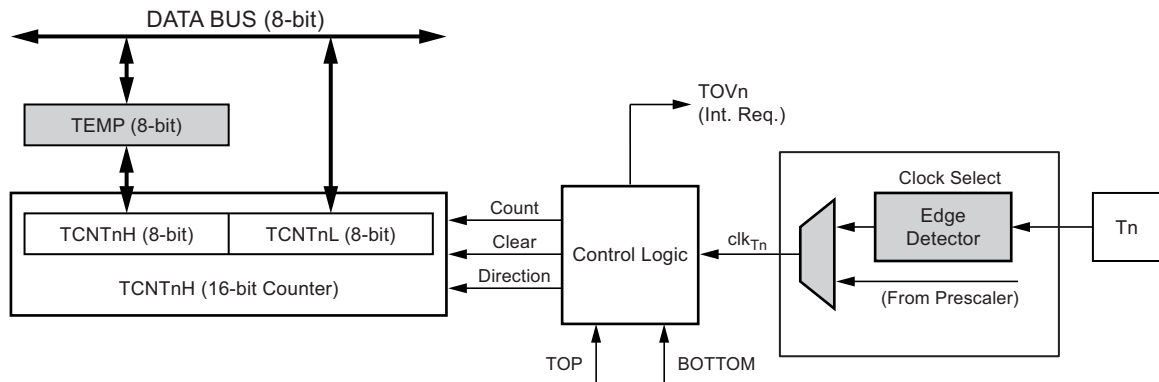 DATA BUS (8-bit)
TEMP (8-bit)
TCNTnH (8-bit)
TCNTnL (8-bit)
TCNTnH (16-bit Counter)
Count
Clear
Direction
TOVn
(Int. Req.)
Control Logic
TOP
BOTTOM
clkTn
Clock Select
Edge
Detector
(From Prescaler)
Tn